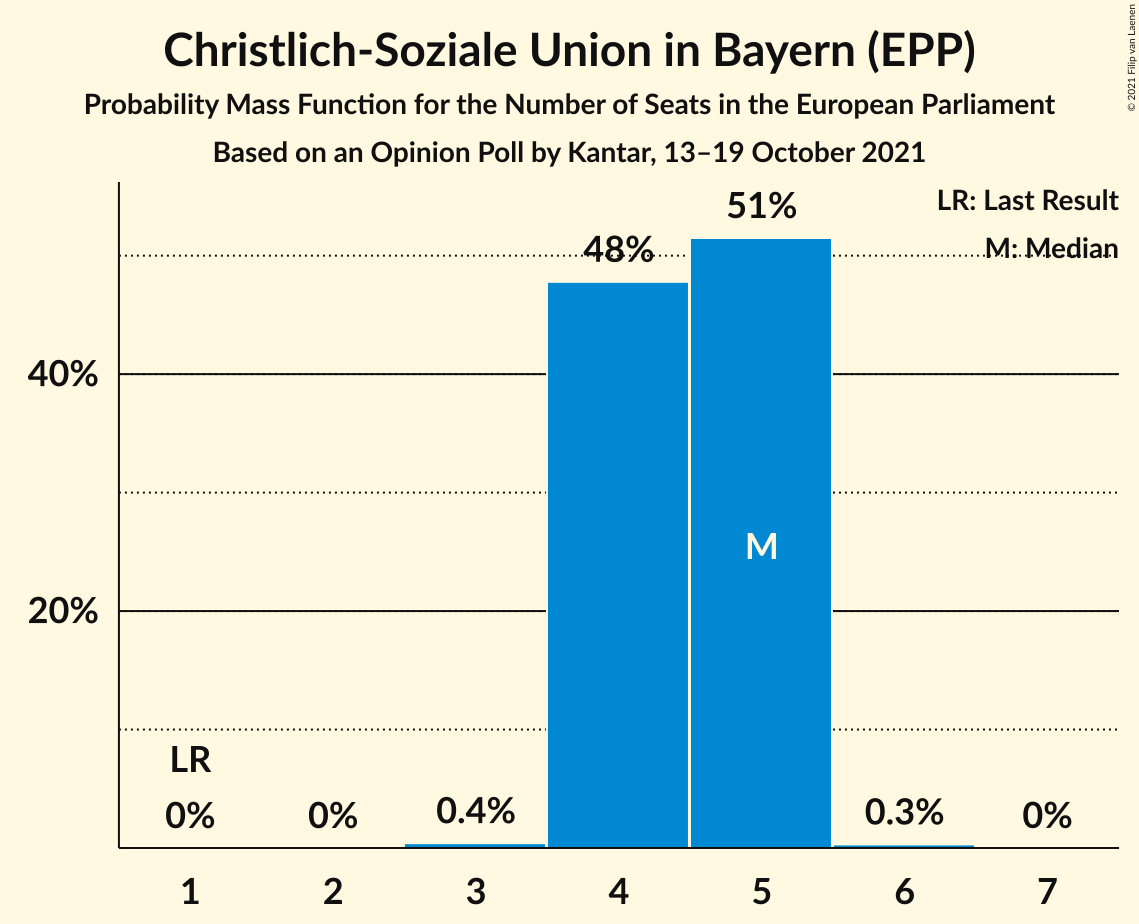 Christlich-Soziale Union in Bayern (EPP)
Probability Mass Function for the Number of Seats in the European Parliament
Based on an Opinion Poll by Kantar, 13–19 October 2021
© 2021 Filip van Laenen
LR: Last Result
M: Median
51%
48%
40%
M
20%
LR
0%
0%
0.4%
0.3%
0%
1
2
3
4
5
6
7